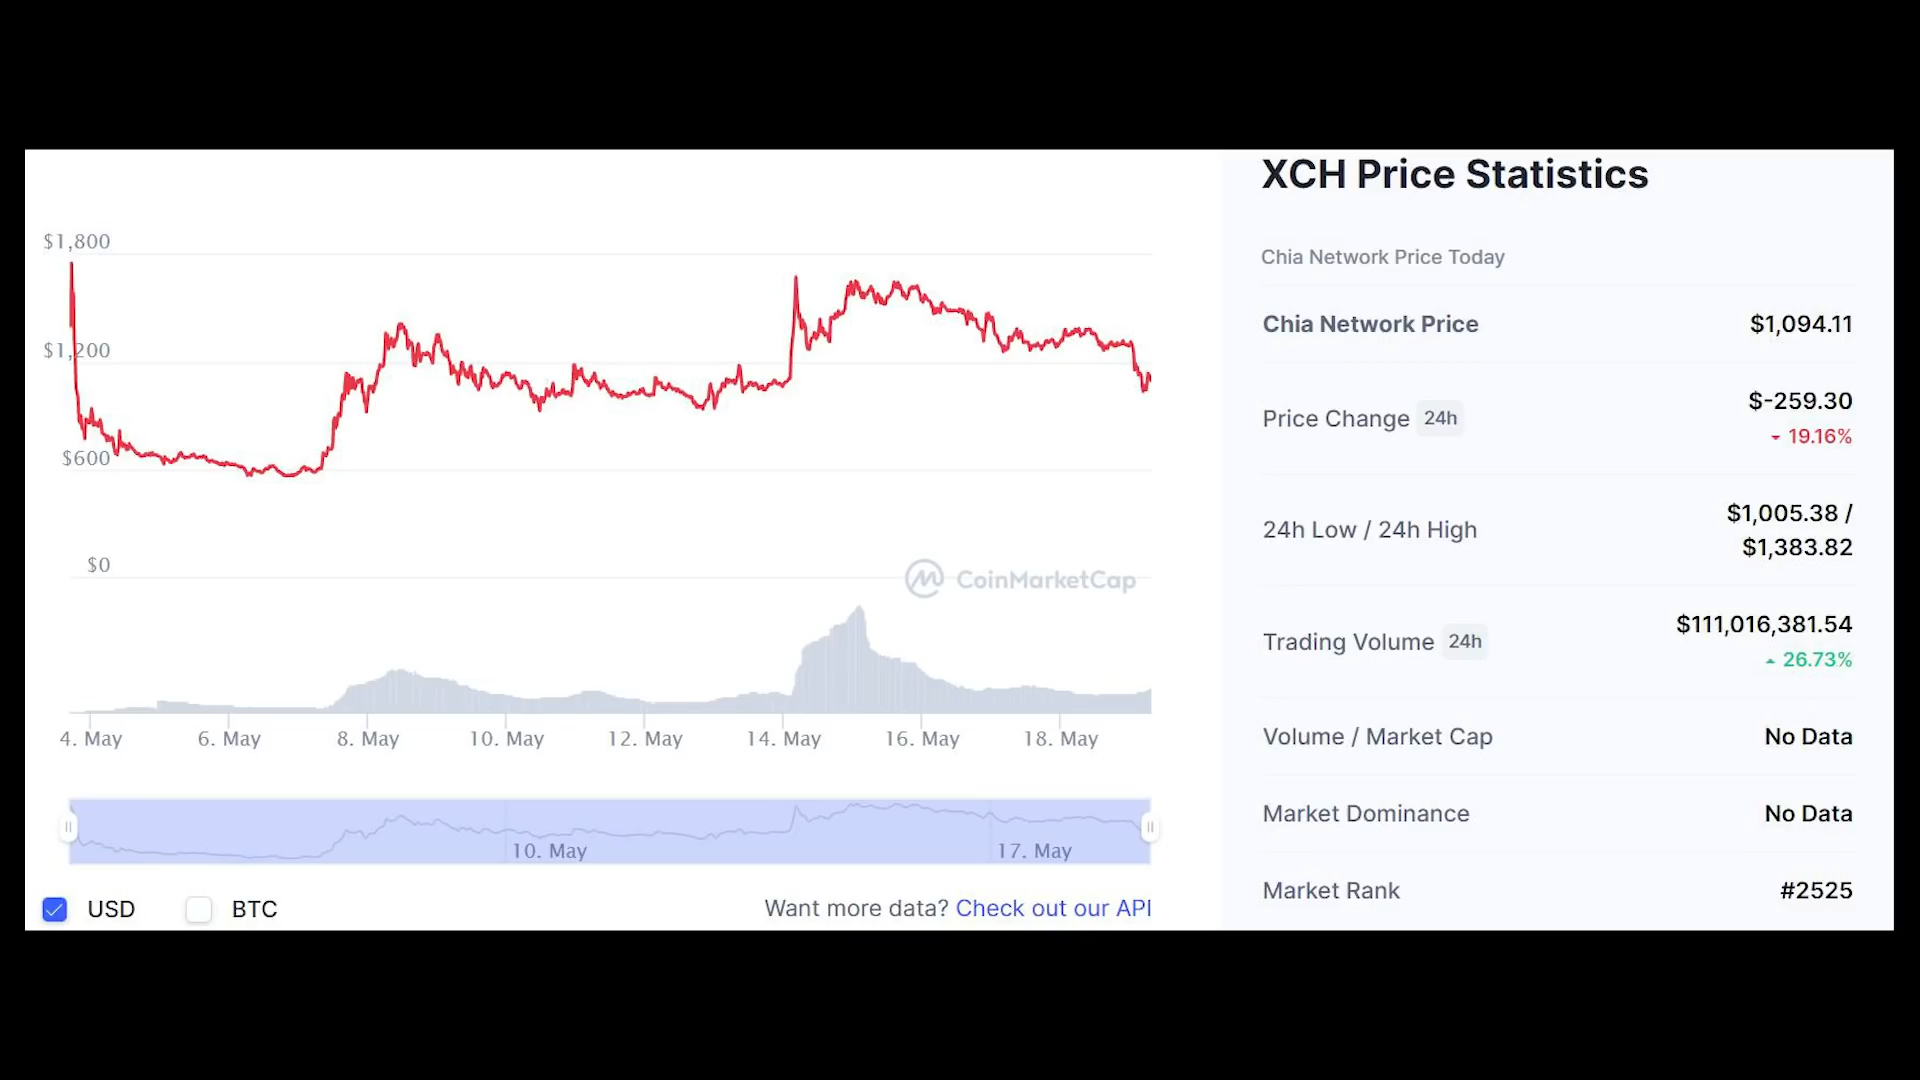 $1,800
$1,200
$600
$0
CoinMarketCap
4. May 6. May 8. May 10. May 12. May 14. May 16. May 18. May
10. May 17. May
USD BTC
Want more data? Check out our API
XCH Price Statistics
Chia Network Price Today
Chia Network Price $1,094.11
Price Change 24h $-259.30
19.16%
24h Low / 24h High $1,005.38 /
$1,383.82
Trading Volume 24h $111,016,381.54
26.73%
Volume / Market Cap No Data
Market Dominance No Data
Market Rank #2525